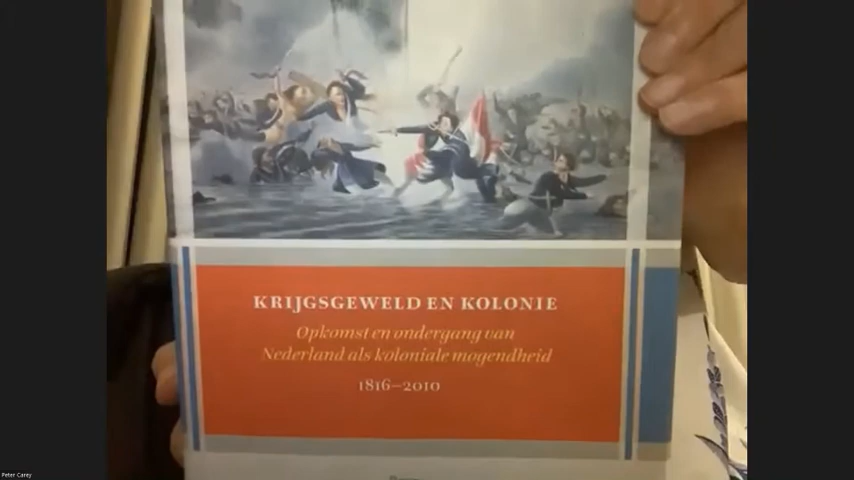 KRIJGSGEWELD EN KOLONIE
Opkomst en ondergang van
Nederland als koloniale mogendheid
1816–2010
Peter Carey